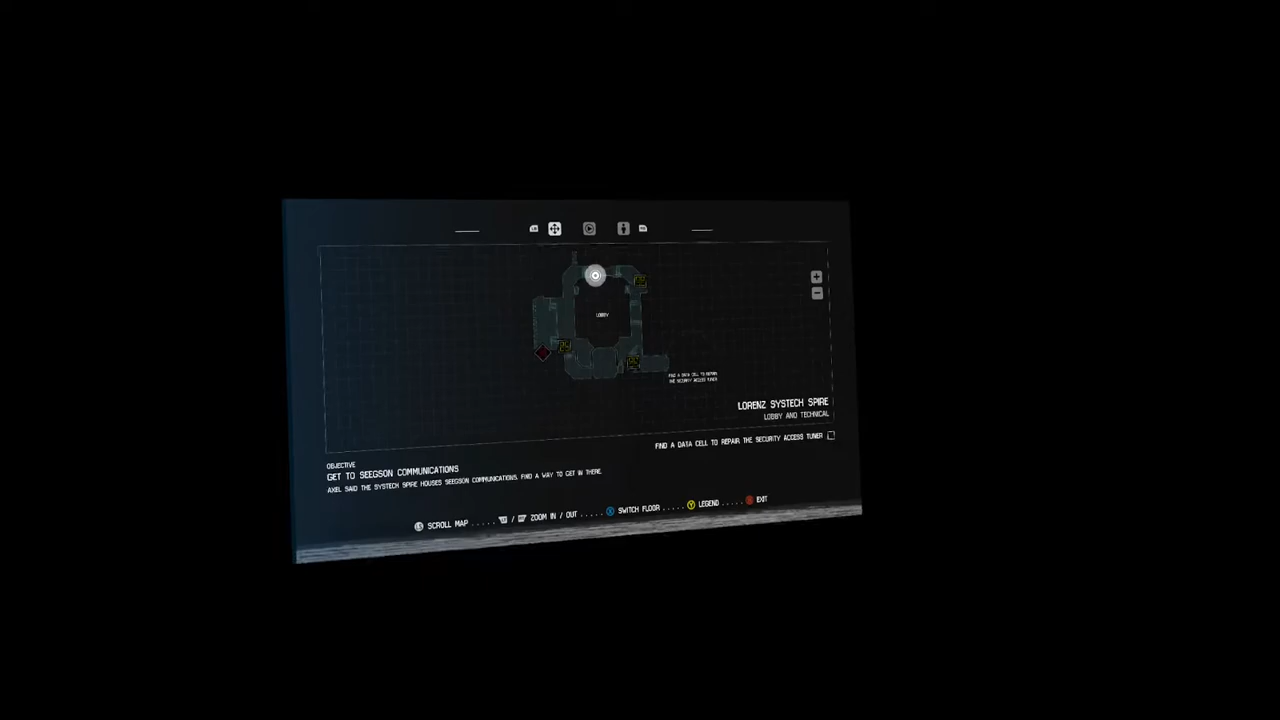 LOBBY
FIND A DATA CELL TO REPAIR
THE SECURITY ACCESS TUNER
LORENZ SYSTECH SPIRE
LOBBY AND TECHNICAL
FIND A DATA CELL TO REPAIR THE SECURITY ACCESS TUNER
OBJECTIVE
GET TO SEEGSON COMMUNICATIONS
AXEL SAID THE SYSTECH SPIRE HOUSES SEEGSON COMMUNICATIONS. FIND A WAY TO GET IN THERE.
SCROLL MAP ..... / ZOOM IN / OUT ..... X SWITCH FLOOR ..... Y LEGEND ..... EXIT